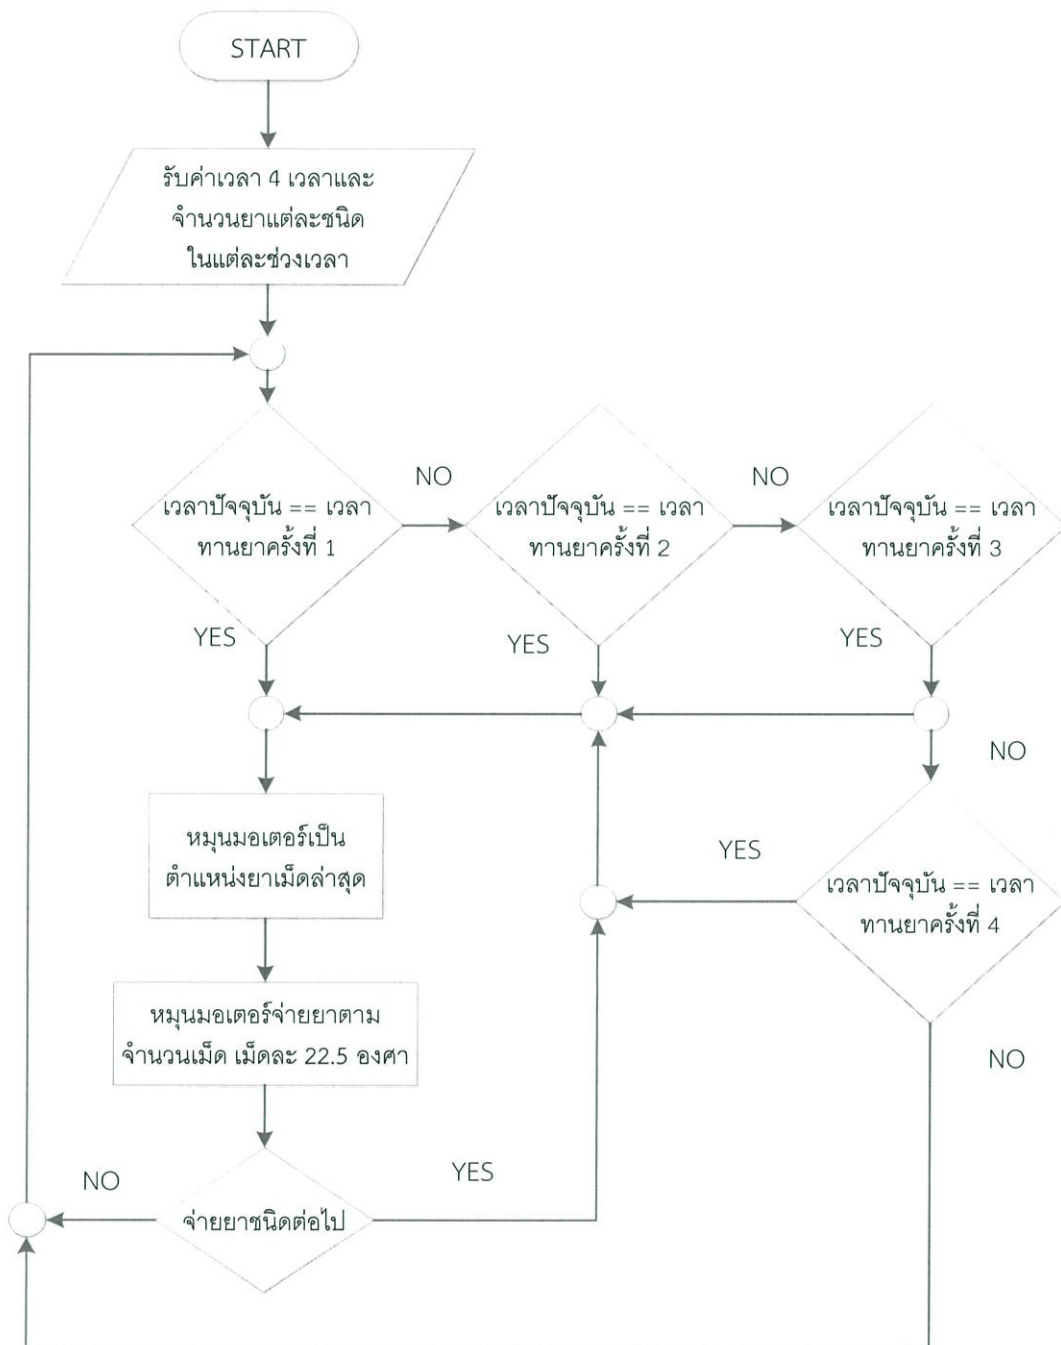 START
รับค่าเวลา 4 เวลาและ
จำนวนยาแต่ละชนิด
ในแต่ละช่วงเวลา
NO
NO
เวลาปัจจุบัน == เวลา
ทานยาครั้งที่ 1
เวลาปัจจุบัน == เวลา
ทานยาครั้งที่ 2
เวลาปัจจุบัน == เวลา
ทานยาครั้งที่ 3
YES
YES
YES
NO
หมุนมอเตอร์เป็น
ตำแหน่งยาเม็ดล่าสุด
YES
เวลาปัจจุบัน == เวลา
ทานยาครั้งที่ 4
หมุนมอเตอร์จ่ายยาตาม
จำนวนเม็ด เม็ดละ 22.5 องศา
NO
NO
YES
จ่ายยาชนิดต่อไป